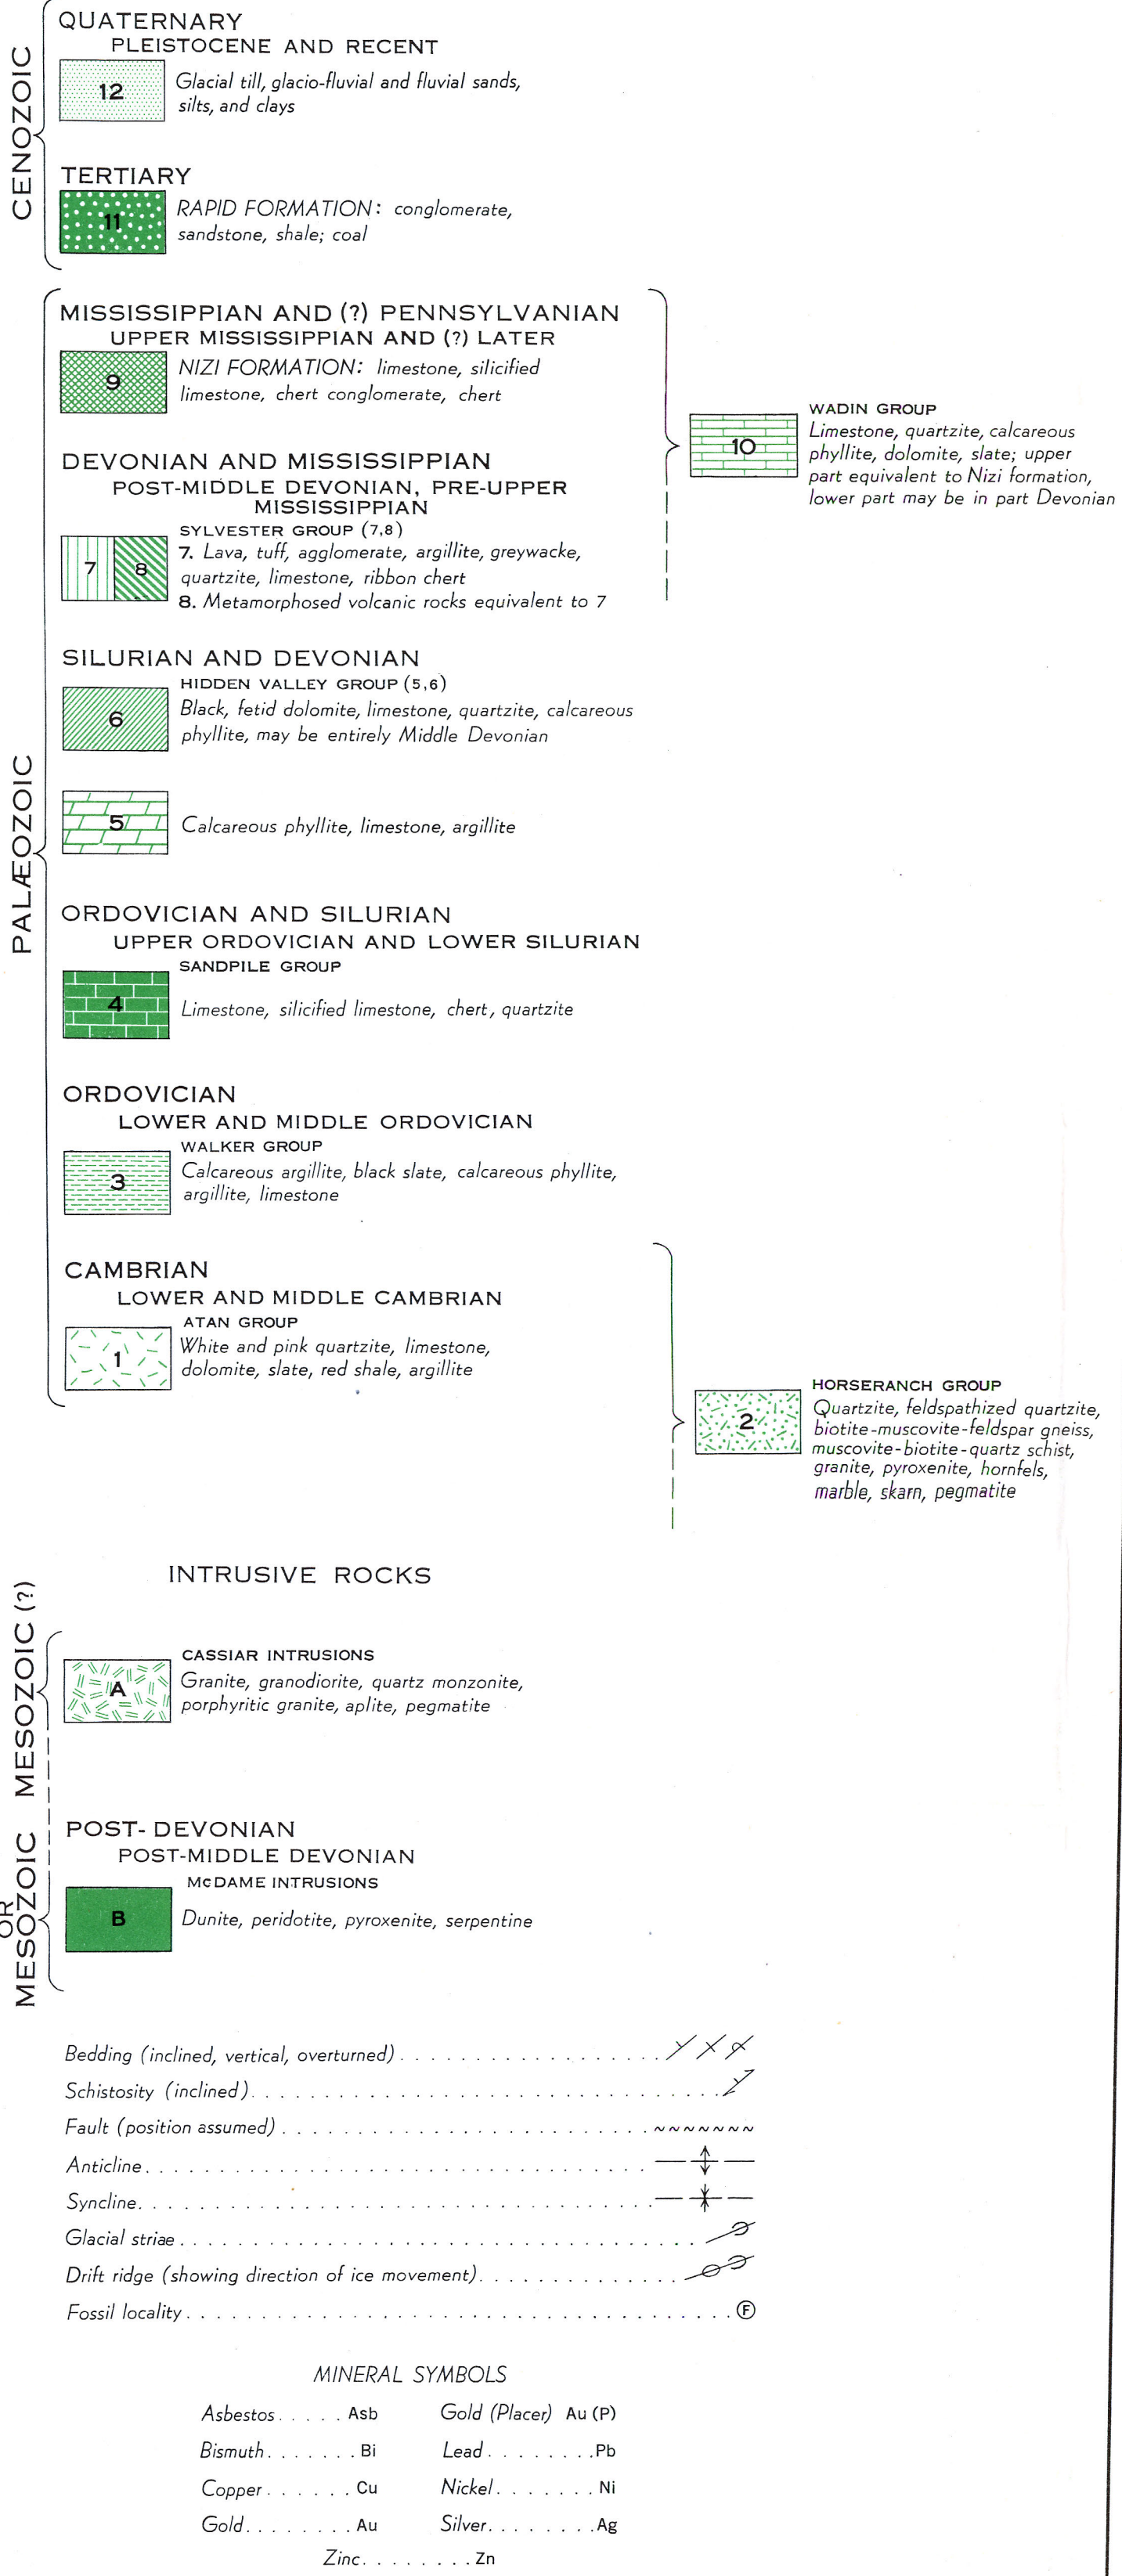 CENOZOIC
QUATERNARY
PLEISTOCENE AND RECENT
12
Glacial till, glacio-fluvial and fluvial sands,
silts, and clays
TERTIARY
11
RAPID FORMATION: conglomerate,
sandstone, shale; coal
PALÆOZOIC
MISSISSIPPIAN AND (?) PENNSYLVANIAN
UPPER MISSISSIPPIAN AND (?) LATER
9
NIZI FORMATION: limestone, silicified
limestone, chert conglomerate, chert
10
WADIN GROUP
Limestone, quartzite, calcareous
phyllite, dolomite, slate; upper
part equivalent to Nizi formation,
lower part may be in part Devonian
DEVONIAN AND MISSISSIPPIAN
POST-MIDDLE DEVONIAN, PRE-UPPER
MISSISSIPPIAN
SYLVESTER GROUP (7,8)
7 8
7. Lava, tuff, agglomerate, argillite, greywacke,
quartzite, limestone, ribbon chert
8. Metamorphosed volcanic rocks equivalent to 7
SILURIAN AND DEVONIAN
HIDDEN VALLEY GROUP (5,6)
6
Black, fetid dolomite, limestone, quartzite, calcareous
phyllite, may be entirely Middle Devonian
5
Calcareous phyllite, limestone, argillite
ORDOVICIAN AND SILURIAN
UPPER ORDOVICIAN AND LOWER SILURIAN
SANDPILE GROUP
4
Limestone, silicified limestone, chert, quartzite
ORDOVICIAN
LOWER AND MIDDLE ORDOVICIAN
WALKER GROUP
3
Calcareous argillite, black slate, calcareous phyllite,
argillite, limestone
CAMBRIAN
LOWER AND MIDDLE CAMBRIAN
ATAN GROUP
1
White and pink quartzite, limestone,
dolomite, slate, red shale, argillite
2
HORSERANCH GROUP
Quartzite, feldspathized quartzite,
biotite-muscovite-feldspar gneiss,
muscovite-biotite-quartz schist,
granite, pyroxenite, hornfels,
marble, skarn, pegmatite
INTRUSIVE ROCKS
MESOZOIC (?)
CASSIAR INTRUSIONS
A
Granite, granodiorite, quartz monzonite,
porphyritic granite, aplite, pegmatite
OR
MESOZOIC
POST-DEVONIAN
POST-MIDDLE DEVONIAN
McDAME INTRUSIONS
B
Dunite, peridotite, pyroxenite, serpentine
Bedding (inclined, vertical, overturned)
Schistosity (inclined)
Fault (position assumed)
Anticline
Syncline
Glacial striae
Drift ridge (showing direction of ice movement)
Fossil locality F
MINERAL SYMBOLS
Asbestos . . . . . Asb Gold (Placer) Au (P)
Bismuth . . . . . . . Bi Lead . . . . . . . . Pb
Copper . . . . . . Cu Nickel . . . . . . . Ni
Gold . . . . . . . . Au Silver . . . . . . . . Ag
Zinc . . . . . . . . Zn